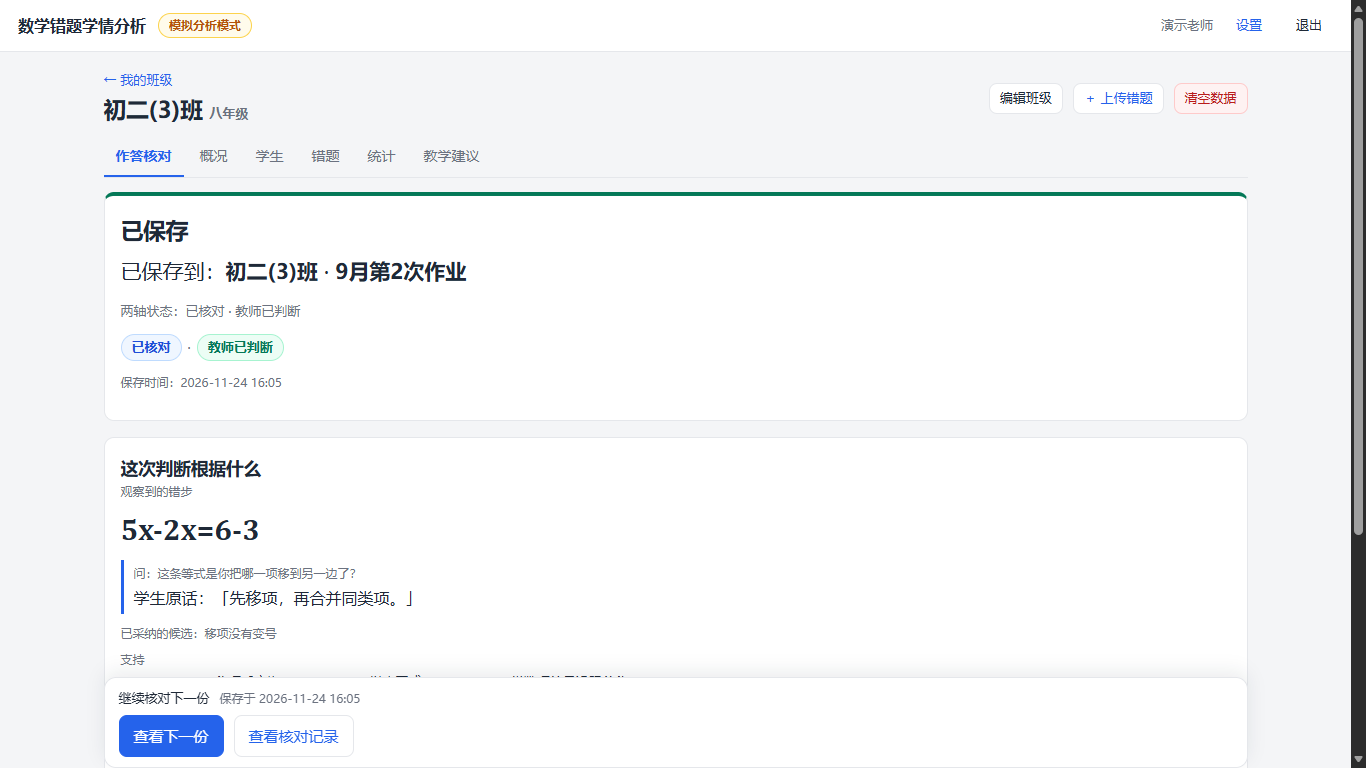 数学错题学情分析 模拟分析模式 演示老师 设置 退出
← 我的班级
初二(3)班 八年级
编辑班级 + 上传错题 清空数据
作答核对 概况 学生 错题 统计 教学建议
已保存
已保存到：初二(3)班 · 9月第2次作业
两轴状态：已核对 · 教师已判断
已核对 · 教师已判断
保存时间：2026-11-24 16:05
这次判断根据什么
观察到的错步
5x-2x=6-3
问：这条等式是你把哪一项移到另一边了？
学生原话：「先移项，再合并同类项。」
已采纳的候选：移项没有变号
支持
继续核对下一份 保存于 2026-11-24 16:05
查看下一份 查看核对记录